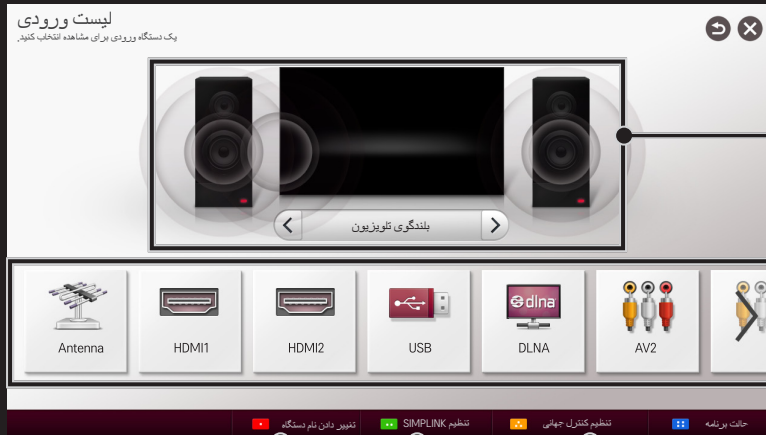 لیست ورودی
یک دستگاه ورودی برای مشاهده انتخاب کنید.
بلندگوی تلویزیون
dlna
Antenna
HDMI1
HDMI2
USB
DLNA
AV2
تغییر دادن نام دستگاه
تنظیم SIMPLINK
تنظیم کنترل جهانی
حالت برنامه